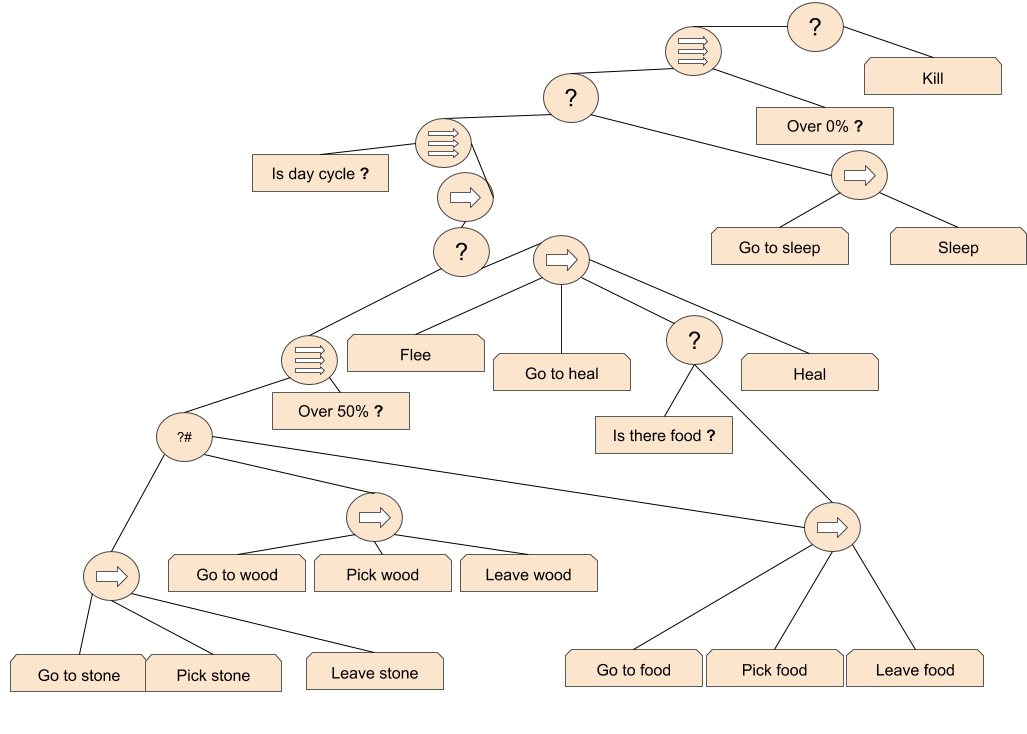 ?
Kill
?
Over 0% ?
Is day cycle ?
Go to sleep
Sleep
?
Flee
Go to heal
?
Heal
Over 50% ?
Is there food ?
?#
Go to wood
Pick wood
Leave wood
Go to stone
Pick stone
Leave stone
Go to food
Pick food
Leave food